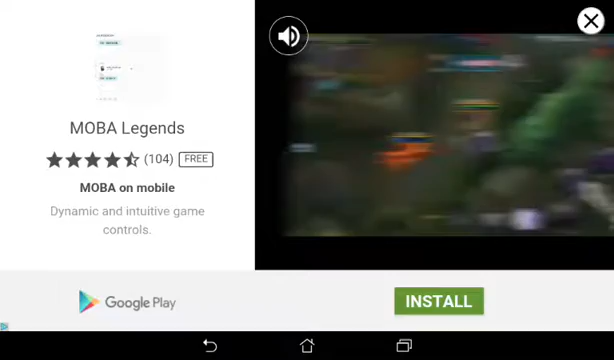 MOBA Legends
(104) FREE
MOBA on mobile
Dynamic and intuitive game
controls.
Google Play
INSTALL